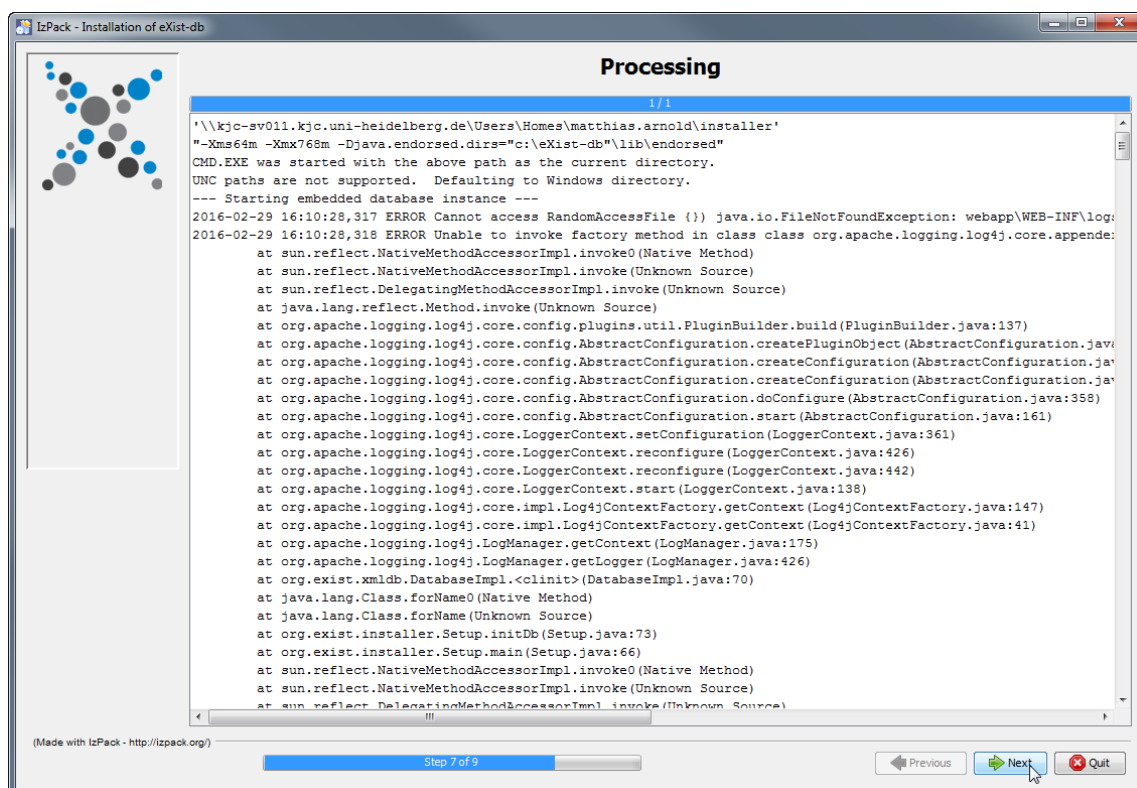 IzPack - Installation of eXist-db
Processing
1 / 1
'\\kjc-sv011.kjc.uni-heidelberg.de\Users\Homes\matthias.arnold\installer'
"-Xms64m -Xmx768m -Djava.endorsed.dirs="c:\eXist-db"\lib\endorsed"
CMD.EXE was started with the above path as the current directory.
UNC paths are not supported.  Defaulting to Windows directory.
--- Starting embedded database instance ---
2016-02-29 16:10:28,317 ERROR Cannot access RandomAccessFile {}) java.io.FileNotFoundException: webapp\WEB-INF\logs
2016-02-29 16:10:28,318 ERROR Unable to invoke factory method in class class org.apache.logging.log4j.core.appender
at sun.reflect.NativeMethodAccessorImpl.invoke0(Native Method)
at sun.reflect.NativeMethodAccessorImpl.invoke(Unknown Source)
at sun.reflect.DelegatingMethodAccessorImpl.invoke(Unknown Source)
at java.lang.reflect.Method.invoke(Unknown Source)
at org.apache.logging.log4j.core.config.plugins.util.PluginBuilder.build(PluginBuilder.java:137)
at org.apache.logging.log4j.core.config.AbstractConfiguration.createPluginObject(AbstractConfiguration.java
at org.apache.logging.log4j.core.config.AbstractConfiguration.createConfiguration(AbstractConfiguration.jav
at org.apache.logging.log4j.core.config.AbstractConfiguration.createConfiguration(AbstractConfiguration.jav
at org.apache.logging.log4j.core.config.AbstractConfiguration.doConfigure(AbstractConfiguration.java:358)
at org.apache.logging.log4j.core.config.AbstractConfiguration.start(AbstractConfiguration.java:161)
at org.apache.logging.log4j.core.LoggerContext.setConfiguration(LoggerContext.java:361)
at org.apache.logging.log4j.core.LoggerContext.reconfigure(LoggerContext.java:426)
at org.apache.logging.log4j.core.LoggerContext.reconfigure(LoggerContext.java:442)
at org.apache.logging.log4j.core.LoggerContext.start(LoggerContext.java:138)
at org.apache.logging.log4j.core.impl.Log4jContextFactory.getContext(Log4jContextFactory.java:147)
at org.apache.logging.log4j.core.impl.Log4jContextFactory.getContext(Log4jContextFactory.java:41)
at org.apache.logging.log4j.LogManager.getContext(LogManager.java:175)
at org.apache.logging.log4j.LogManager.getLogger(LogManager.java:426)
at org.exist.xmldb.DatabaseImpl.<clinit>(DatabaseImpl.java:70)
at java.lang.Class.forName0(Native Method)
at java.lang.Class.forName(Unknown Source)
at org.exist.installer.Setup.initDb(Setup.java:73)
at org.exist.installer.Setup.main(Setup.java:66)
at sun.reflect.NativeMethodAccessorImpl.invoke0(Native Method)
at sun.reflect.NativeMethodAccessorImpl.invoke(Unknown Source)
at sun.reflect.DelegatingMethodAccessorImpl.invoke(Unknown Source)
(Made with IzPack - http://izpack.org/)
Step 7 of 9
Previous
Next
Quit